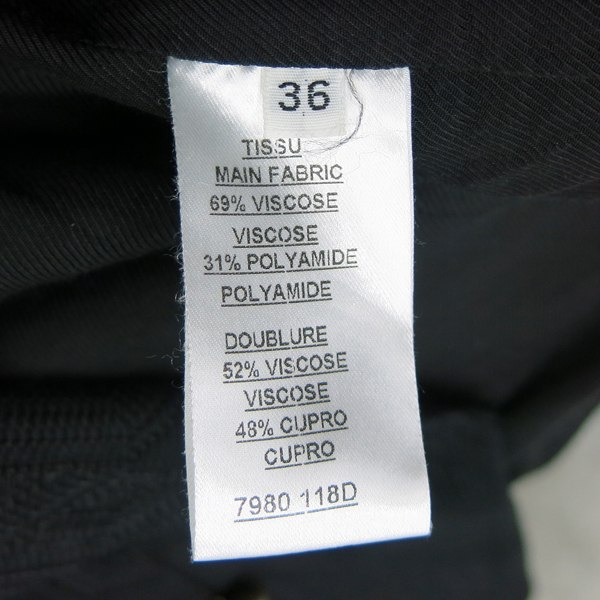 36
TISSU
MAIN FABRIC
69% VISCOSE
VISCOSE
31% POLYAMIDE
POLYAMIDE
DOUBLURE
52% VISCOSE
VISCOSE
48% CUPRO
CUPRO
7980 118D